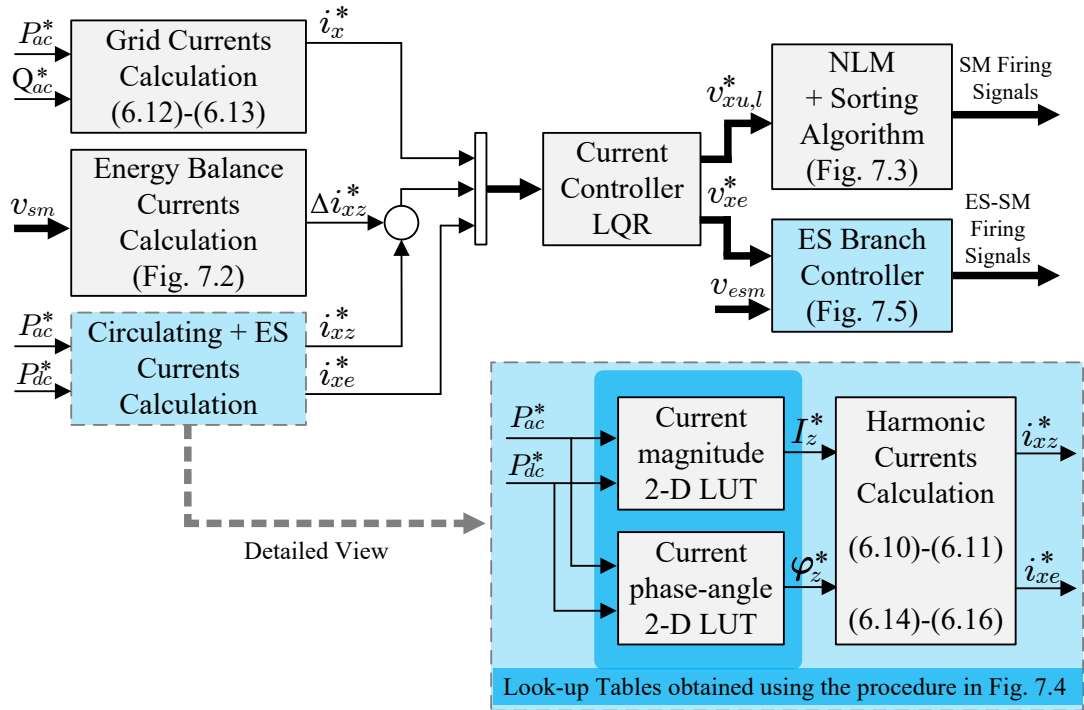 P*ac
Q*ac
Grid Currents
Calculation
(6.12)-(6.13)
i*x
vsm
Energy Balance
Currents
Calculation
(Fig. 7.2)
Δi*xz
P*ac
P*dc
Circulating + ES
Currents
Calculation
i*xz
i*xe
Current
Controller
LQR
v*xu,l
v*xe
NLM
+ Sorting
Algorithm
(Fig. 7.3)
SM Firing
Signals
vesm
ES Branch
Controller
(Fig. 7.5)
ES-SM
Firing
Signals
Detailed View
P*ac
P*dc
Current
magnitude
2-D LUT
I*z
Current
phase-angle
2-D LUT
φ*z
Harmonic
Currents
Calculation
(6.10)-(6.11)
(6.14)-(6.16)
i*xz
i*xe
Look-up Tables obtained using the procedure in Fig. 7.4